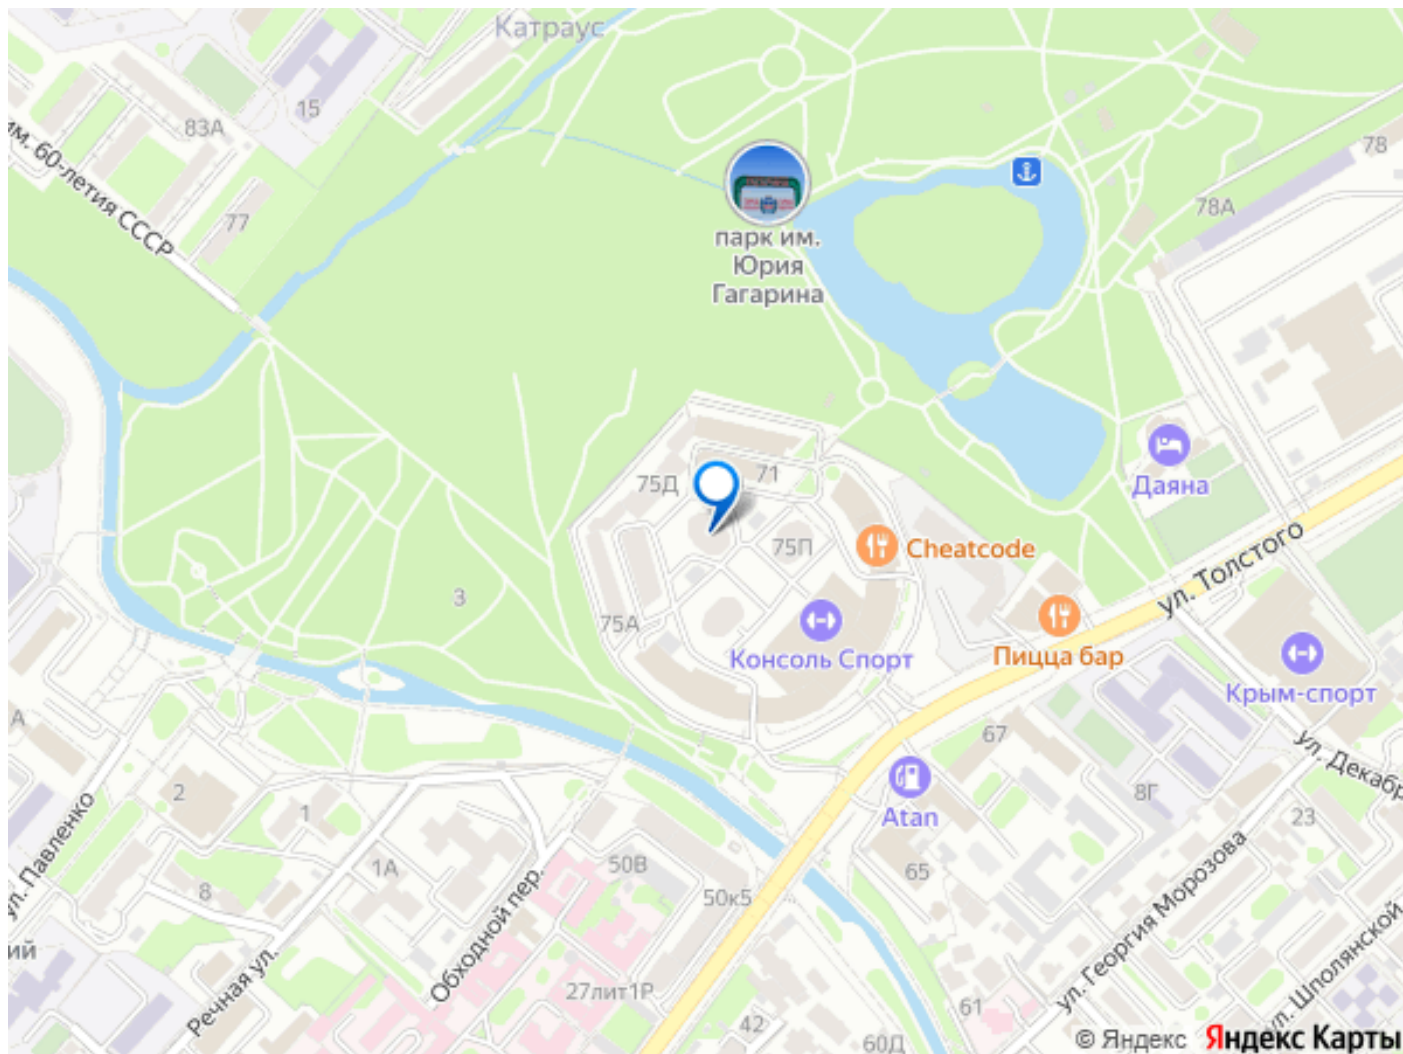 Катраус
15
83А
им. 60-летия СССР
77
78
78А
парк им.
Юрия
Гагарина
Даяна
71
75Д
75П
Cheatcode
ул. Толстого
3
75А
Консоль Спорт
Пицца бар
Крым-спорт
А
67
ул. Декабр
2
1
Atan
8Г
23
ул. Павленко
1А
50В
65
8
50к5
Обходной пер.
ул. Георгия Морозова
ий
Речная ул.
27лит1Р
ул. Шполянской
61
42
60Д
© Яндекс Яндекс Карты